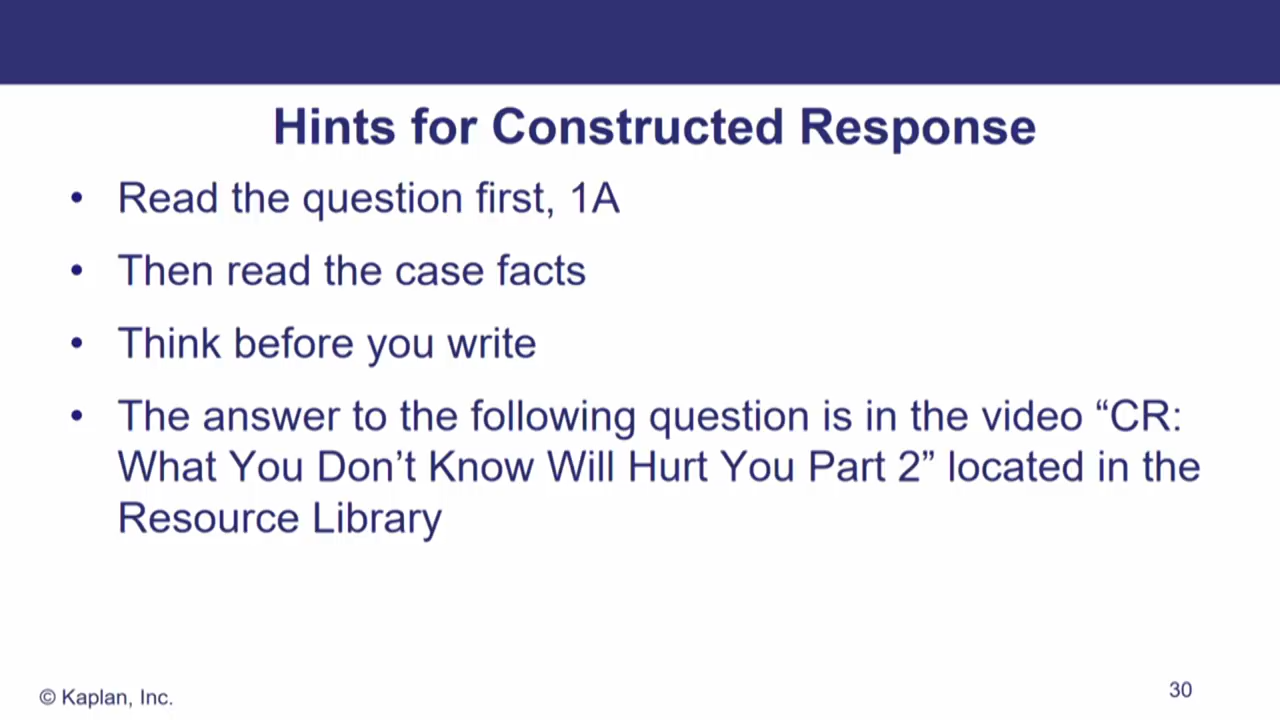 Hints for Constructed Response
• Read the question first, 1A
• Then read the case facts
• Think before you write
• The answer to the following question is in the video “CR:
What You Don’t Know Will Hurt You Part 2” located in the
Resource Library
© Kaplan, Inc.
30